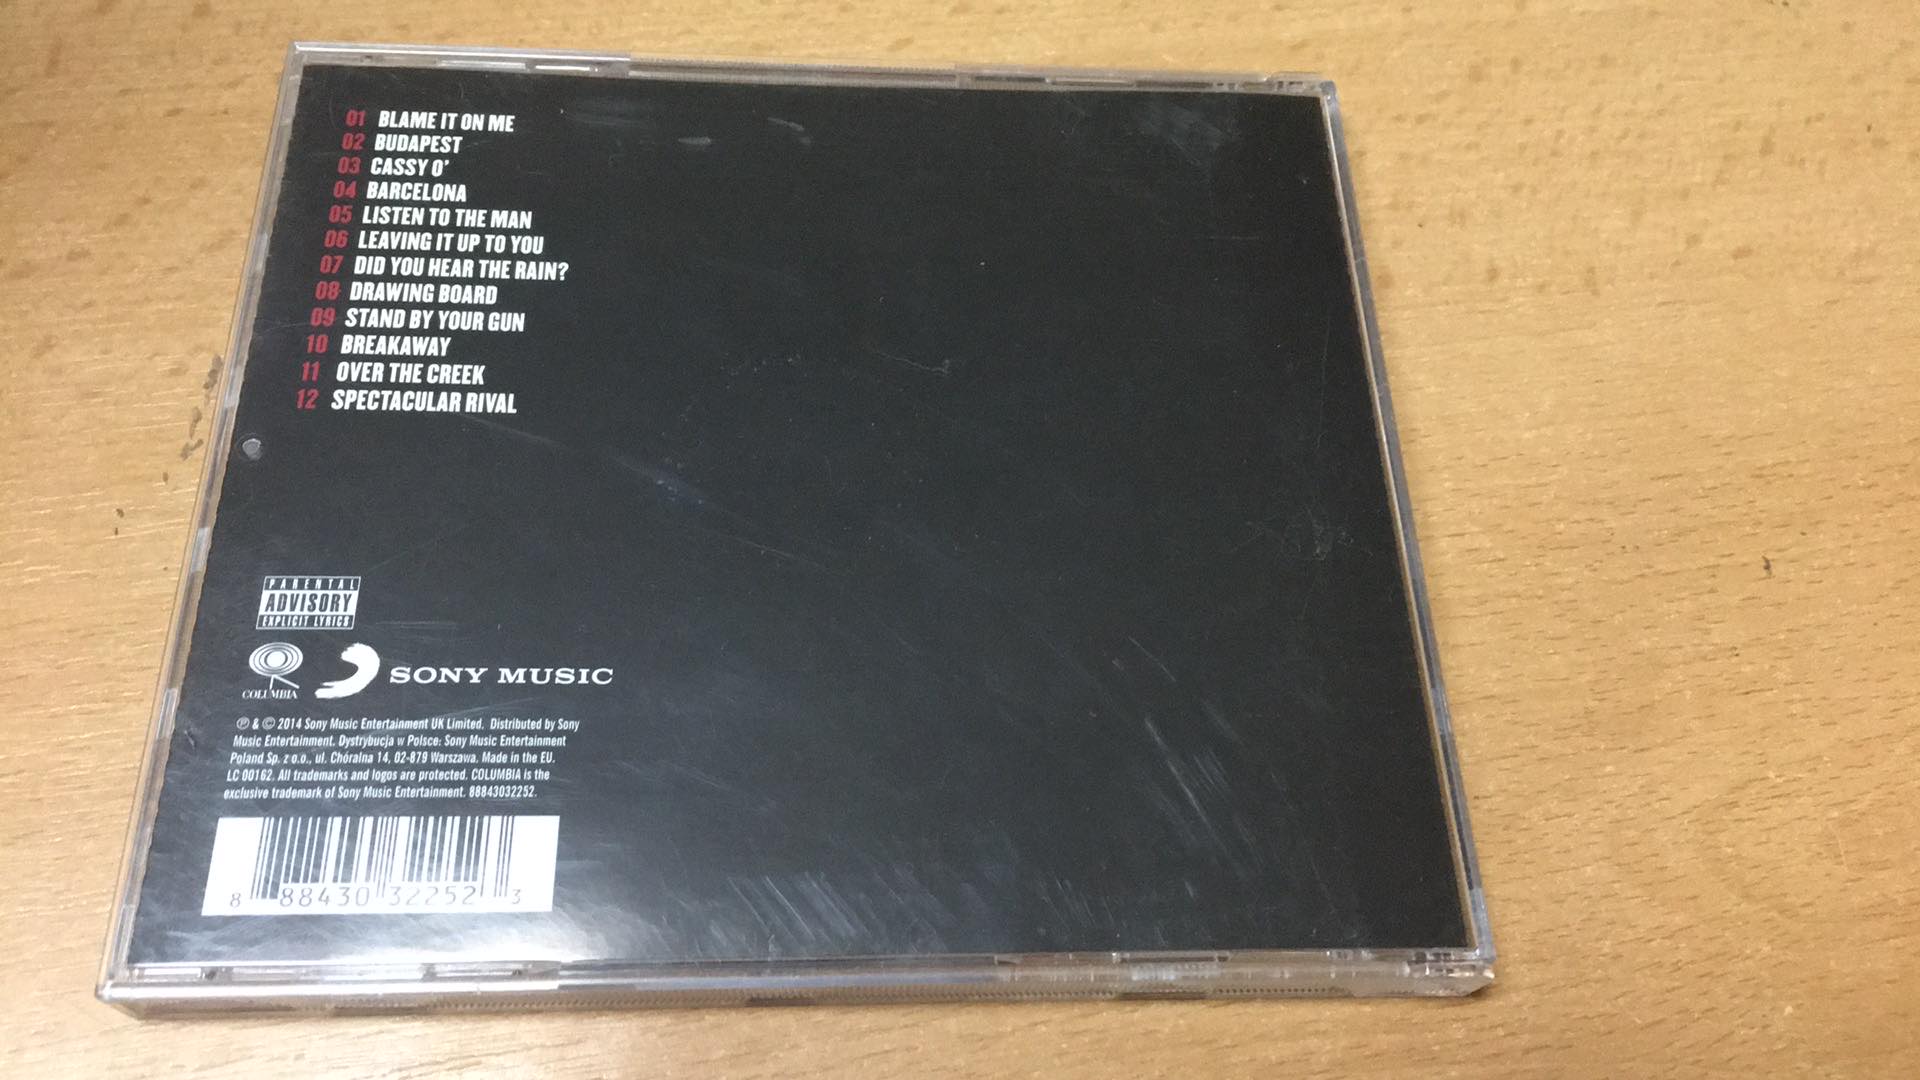 01 BLAME IT ON ME
02 BUDAPEST
03 CASSY O'
04 BARCELONA
05 LISTEN TO THE MAN
06 LEAVING IT UP TO YOU
07 DID YOU HEAR THE RAIN?
08 DRAWING BOARD
09 STAND BY YOUR GUN
10 BREAKAWAY
11 OVER THE CREEK
12 SPECTACULAR RIVAL
PARENTAL
ADVISORY
EXPLICIT LYRICS
COLUMBIA
SONY MUSIC
℗ & © 2014 Sony Music Entertainment UK Limited. Distributed by Sony
Music Entertainment. Dystrybucja w Polsce: Sony Music Entertainment
Poland Sp. z o.o., ul. Chóralna 14, 02-879 Warszawa. Made in the EU.
LC 00162. All trademarks and logos are protected. COLUMBIA is the
exclusive trademark of Sony Music Entertainment. 88843032252.
8 88430 32252 3